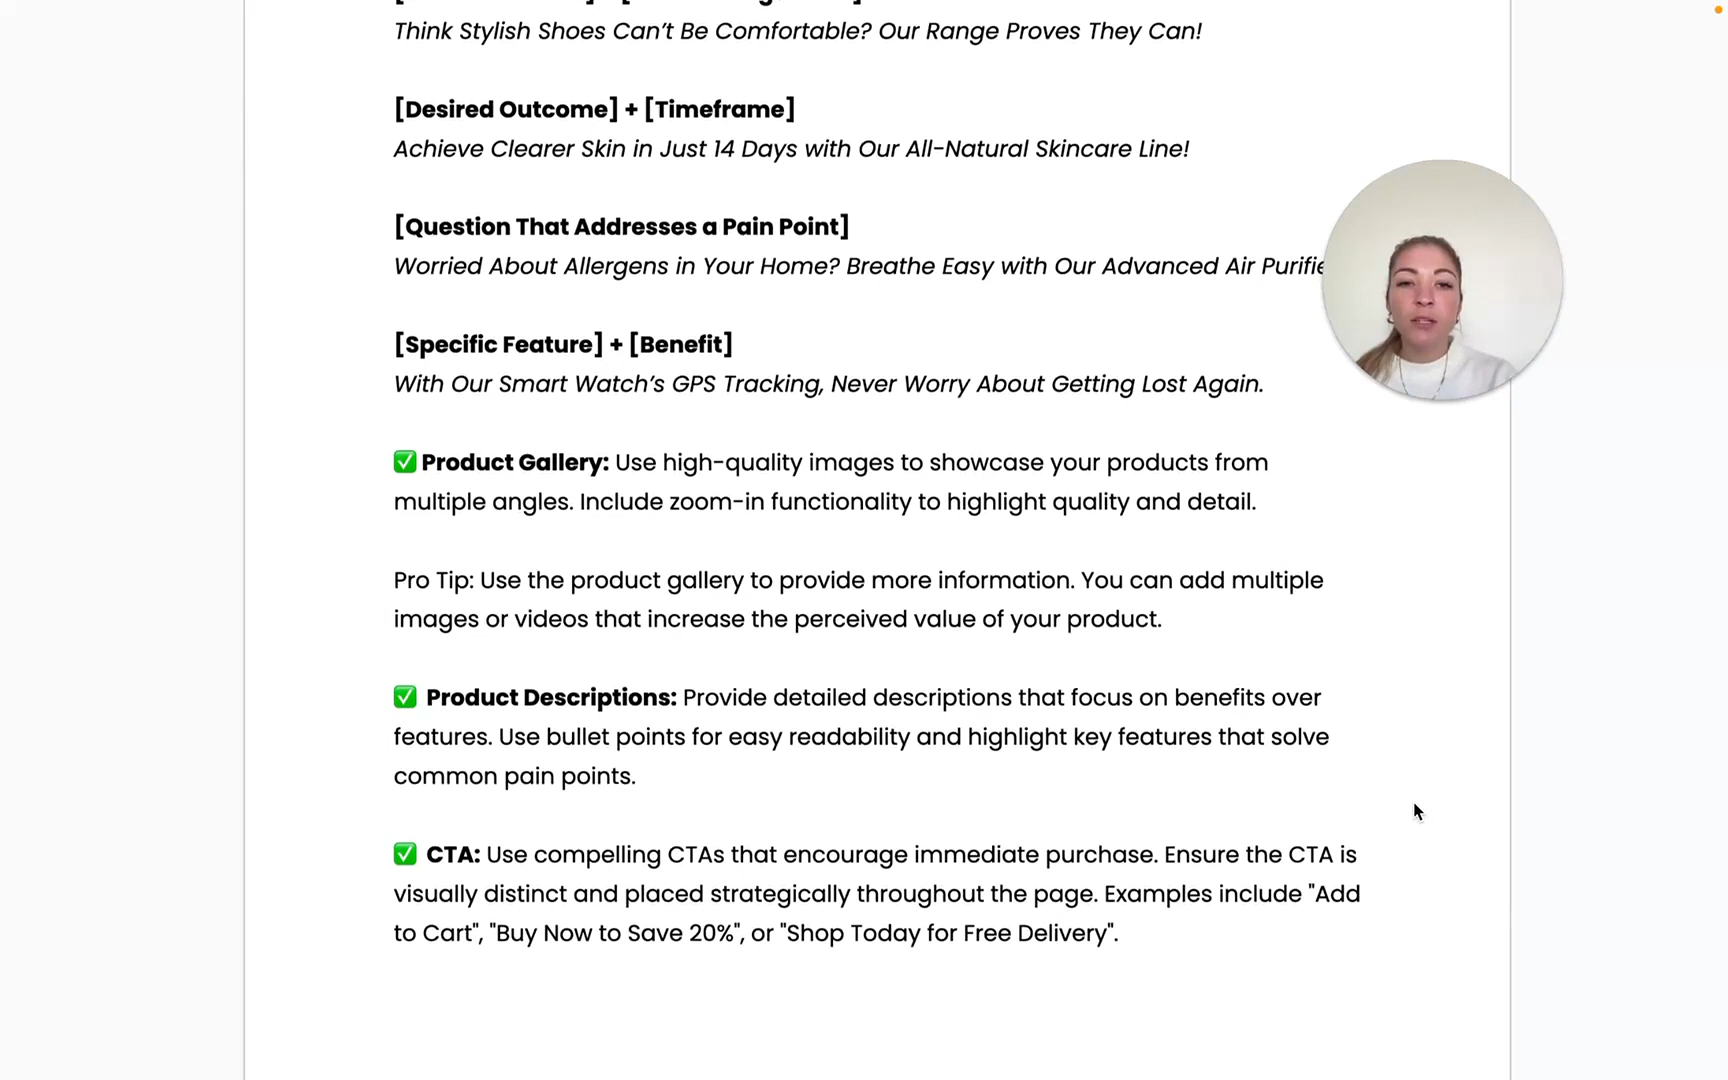 Think Stylish Shoes Can’t Be Comfortable? Our Range Proves They Can!
[Desired Outcome] + [Timeframe]
Achieve Clearer Skin in Just 14 Days with Our All-Natural Skincare Line!
[Question That Addresses a Pain Point]
Worried About Allergens in Your Home? Breathe Easy with Our Advanced Air
[Specific Feature] + [Benefit]
With Our Smart Watch’s GPS Tracking, Never Worry About Getting Lost Again.
✅ Product Gallery: Use high-quality images to showcase your products from
multiple angles. Include zoom-in functionality to highlight quality and detail.
Pro Tip: Use the product gallery to provide more information. You can add multiple
images or videos that increase the perceived value of your product.
✅ Product Descriptions: Provide detailed descriptions that focus on benefits over
features. Use bullet points for easy readability and highlight key features that solve
common pain points.
✅ CTA: Use compelling CTAs that encourage immediate purchase. Ensure the CTA is
visually distinct and placed strategically throughout the page. Examples include "Add
to Cart", "Buy Now to Save 20%", or "Shop Today for Free Delivery".